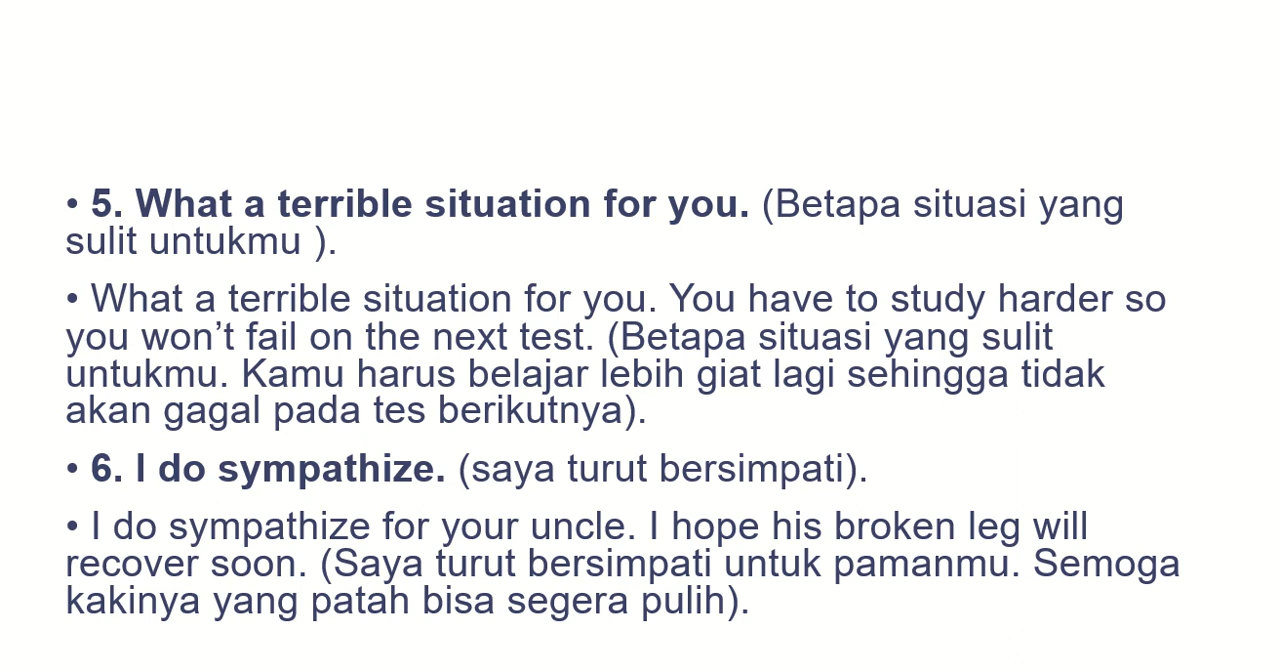 • 5. What a terrible situation for you. (Betapa situasi yang
sulit untukmu ).
• What a terrible situation for you. You have to study harder so
you won’t fail on the next test. (Betapa situasi yang sulit
untukmu. Kamu harus belajar lebih giat lagi sehingga tidak
akan gagal pada tes berikutnya).
• 6. I do sympathize. (saya turut bersimpati).
• I do sympathize for your uncle. I hope his broken leg will
recover soon. (Saya turut bersimpati untuk pamanmu. Semoga
kakinya yang patah bisa segera pulih).